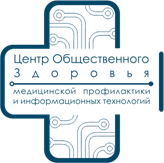 Центр Общественного
Здоровья
медицинской профилактики
и информационных технологий